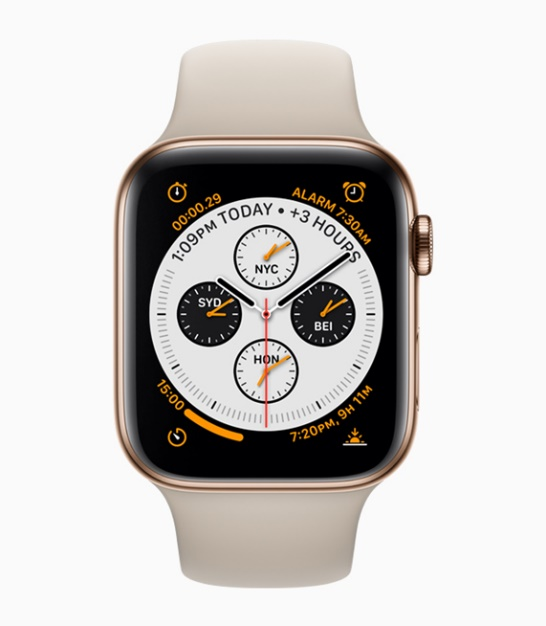 00:00.29
ALARM 7:30AM
1:09PM TODAY • +3 HOURS
NYC
SYD
BEI
HON
15:00
7:20PM, 9H 11M